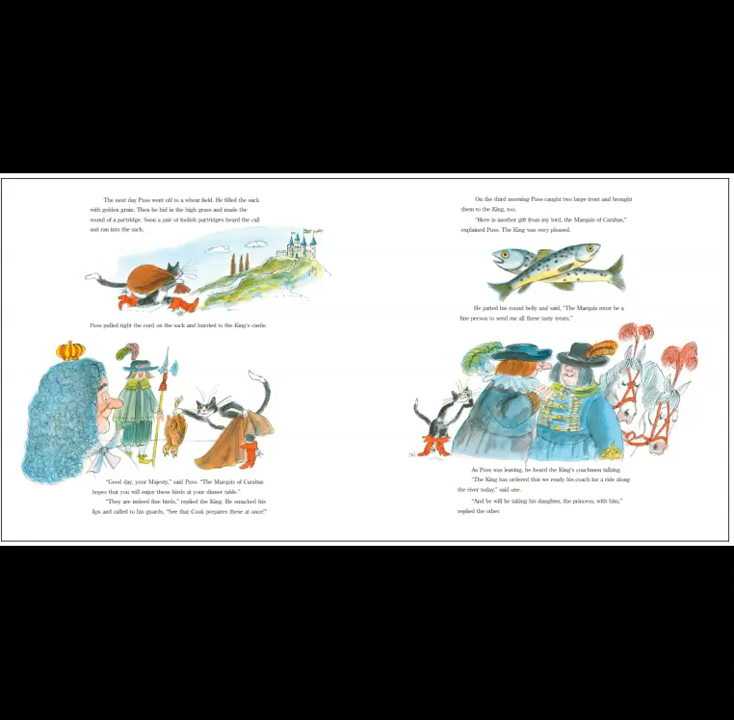 The next day Puss went off to a wheat field. He filled the sack
with golden grain. Then he hid in the high grass and made the
sound of a partridge. Soon a pair of foolish partridges heard the call
and ran into the sack.
Puss pulled tight the cord on the sack and hurried to the King's castle.
"Good day, your Majesty," said Puss. "The Marquis of Carabas
hopes that you will enjoy these birds at your dinner table."
"They are indeed fine birds," replied the King. He smacked his
lips and called to his guards, "See that Cook prepares these at once!"
On the third morning Puss caught two large trout and brought
them to the King, too.
"Here is another gift from my lord, the Marquis of Carabas,"
explained Puss. The King was very pleased.
He patted his round belly and said, "The Marquis must be a
fine person to send me all these tasty treats."
As Puss was leaving, he heard the King's coachmen talking.
"The King has ordered that we ready his coach for a ride along
the river today," said one.
"And he will be taking his daughter, the princess, with him,"
replied the other.